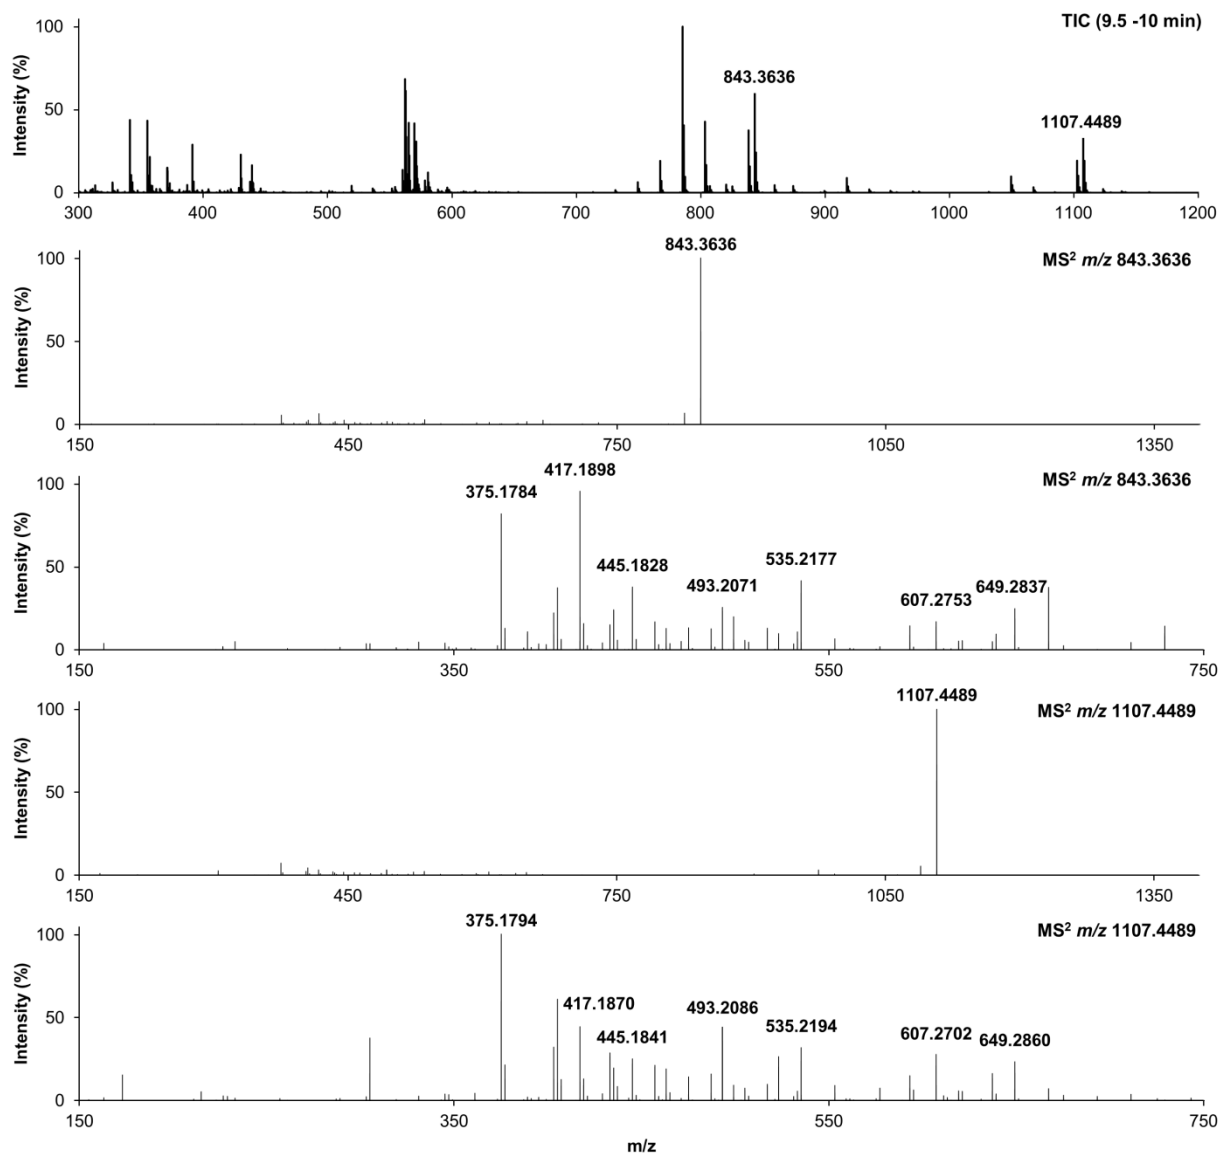 TIC (9.5 -10 min)
Intensity (%)
100
50
0
843.3636
1107.4489
300 400 500 600 700 800 900 1000 1100 1200
MS² m/z 843.3636
Intensity (%)
100
50
0
843.3636
150 450 750 1050 1350
MS² m/z 843.3636
Intensity (%)
100
50
0
375.1784
417.1898
445.1828
493.2071
535.2177
607.2753
649.2837
150 350 550 750
MS² m/z 1107.4489
Intensity (%)
100
50
0
1107.4489
150 450 750 1050 1350
MS² m/z 1107.4489
Intensity (%)
100
50
0
375.1794
417.1870
445.1841
493.2086
535.2194
607.2702
649.2860
150 350 550 750
m/z